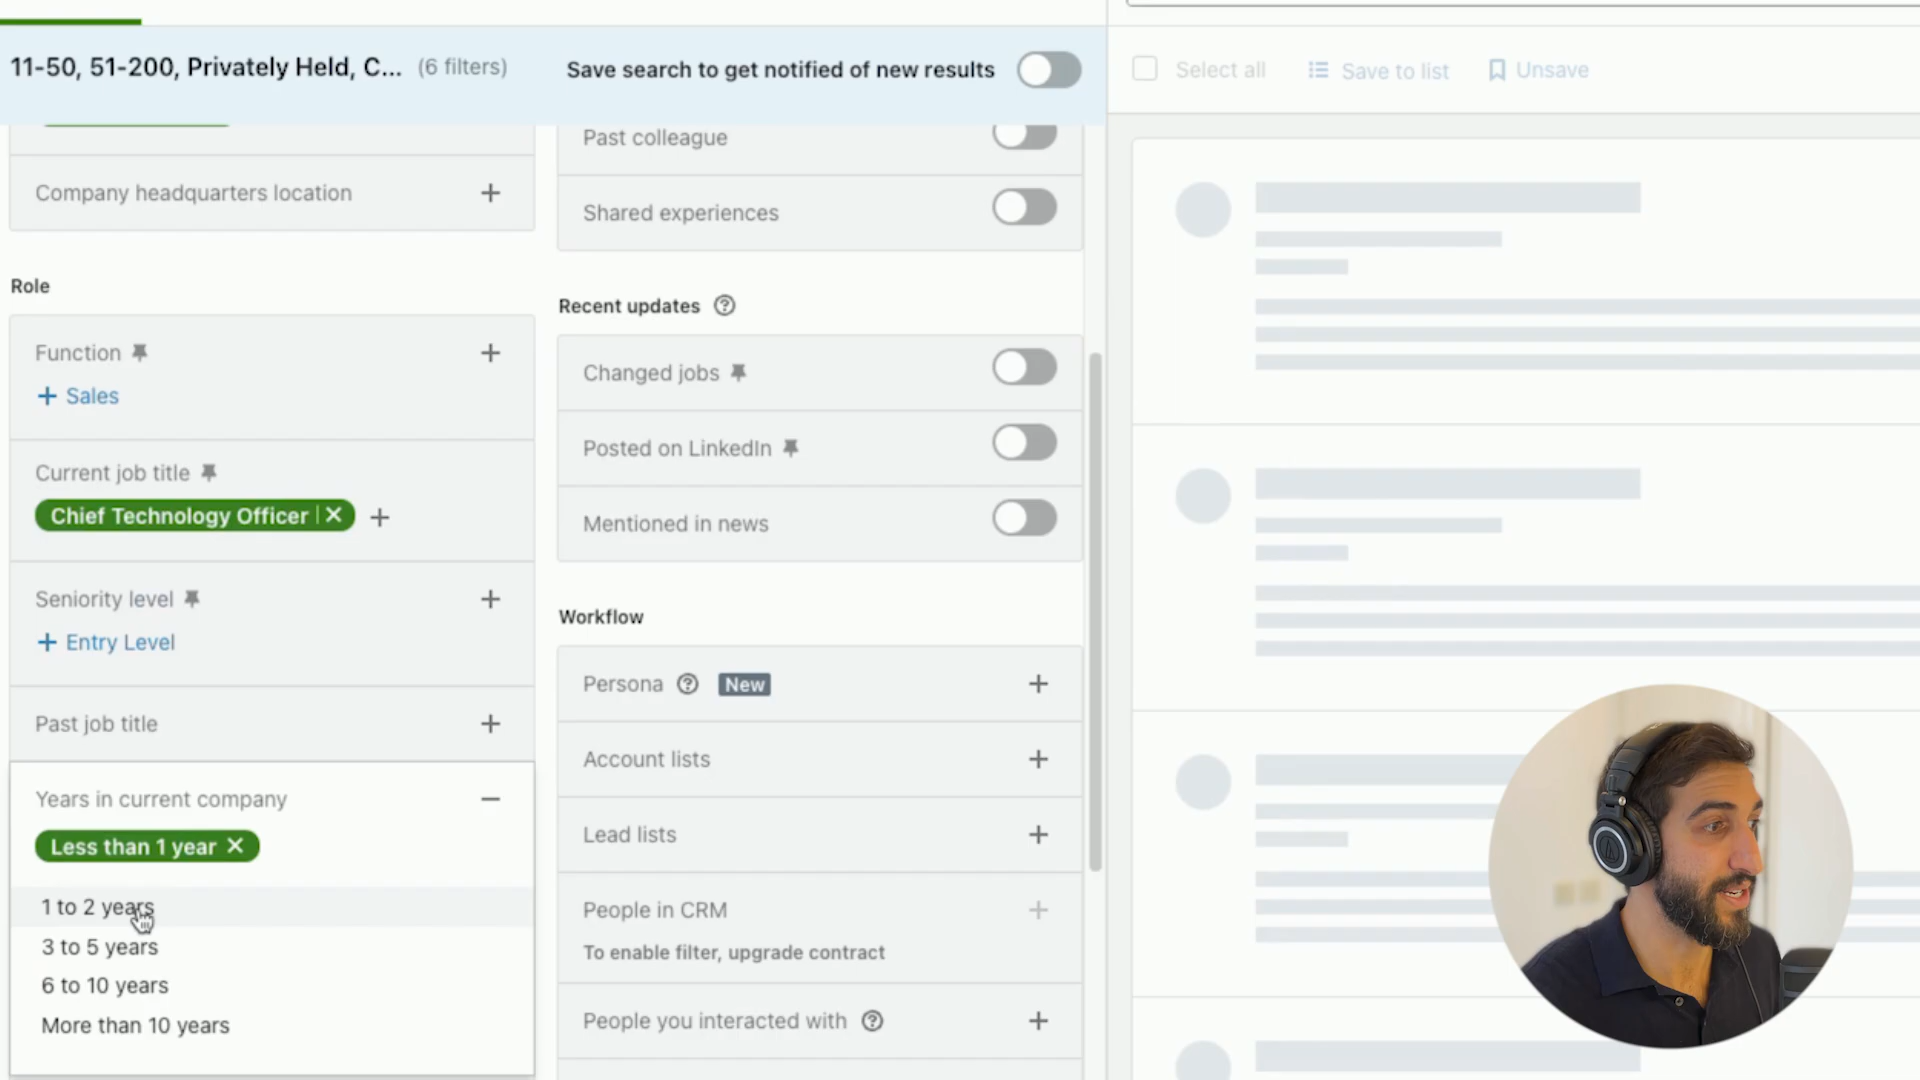 11-50, 51-200, Privately Held, C... (6 filters)
Save search to get notified of new results
Select all
Save to list
Unsave
Company headquarters location
Role
Function
Sales
Current job title
Chief Technology Officer
Seniority level
Entry Level
Past job title
Years in current company
Less than 1 year
1 to 2 years
3 to 5 years
6 to 10 years
More than 10 years
Past colleague
Shared experiences
Recent updates
Changed jobs
Posted on LinkedIn
Mentioned in news
Workflow
Persona New
Account lists
Lead lists
People in CRM
To enable filter, upgrade contract
People you interacted with